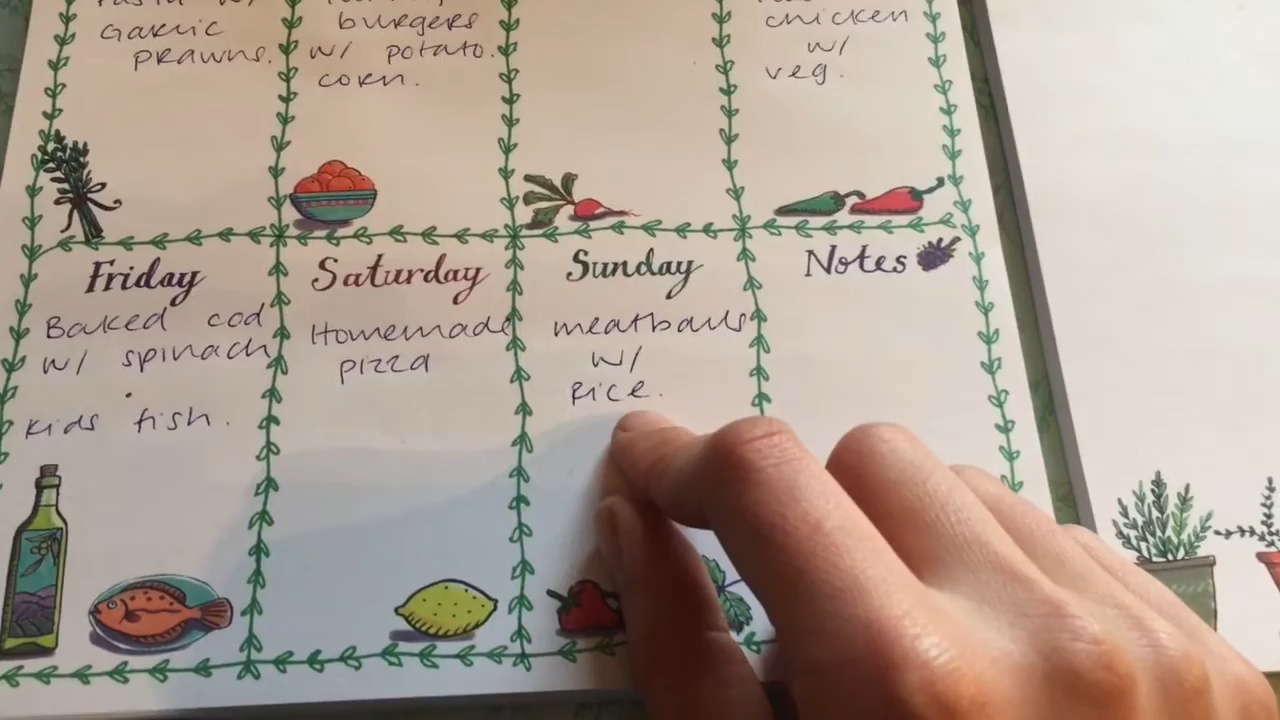 Garlic
prawns.
burgers
w/ potato.
corn.
chicken
w/
veg.
Friday
Baked cod
w/ spinach
kids fish.
Saturday
Homemade
pizza
Sunday
meatballs
w/
Rice.
Notes